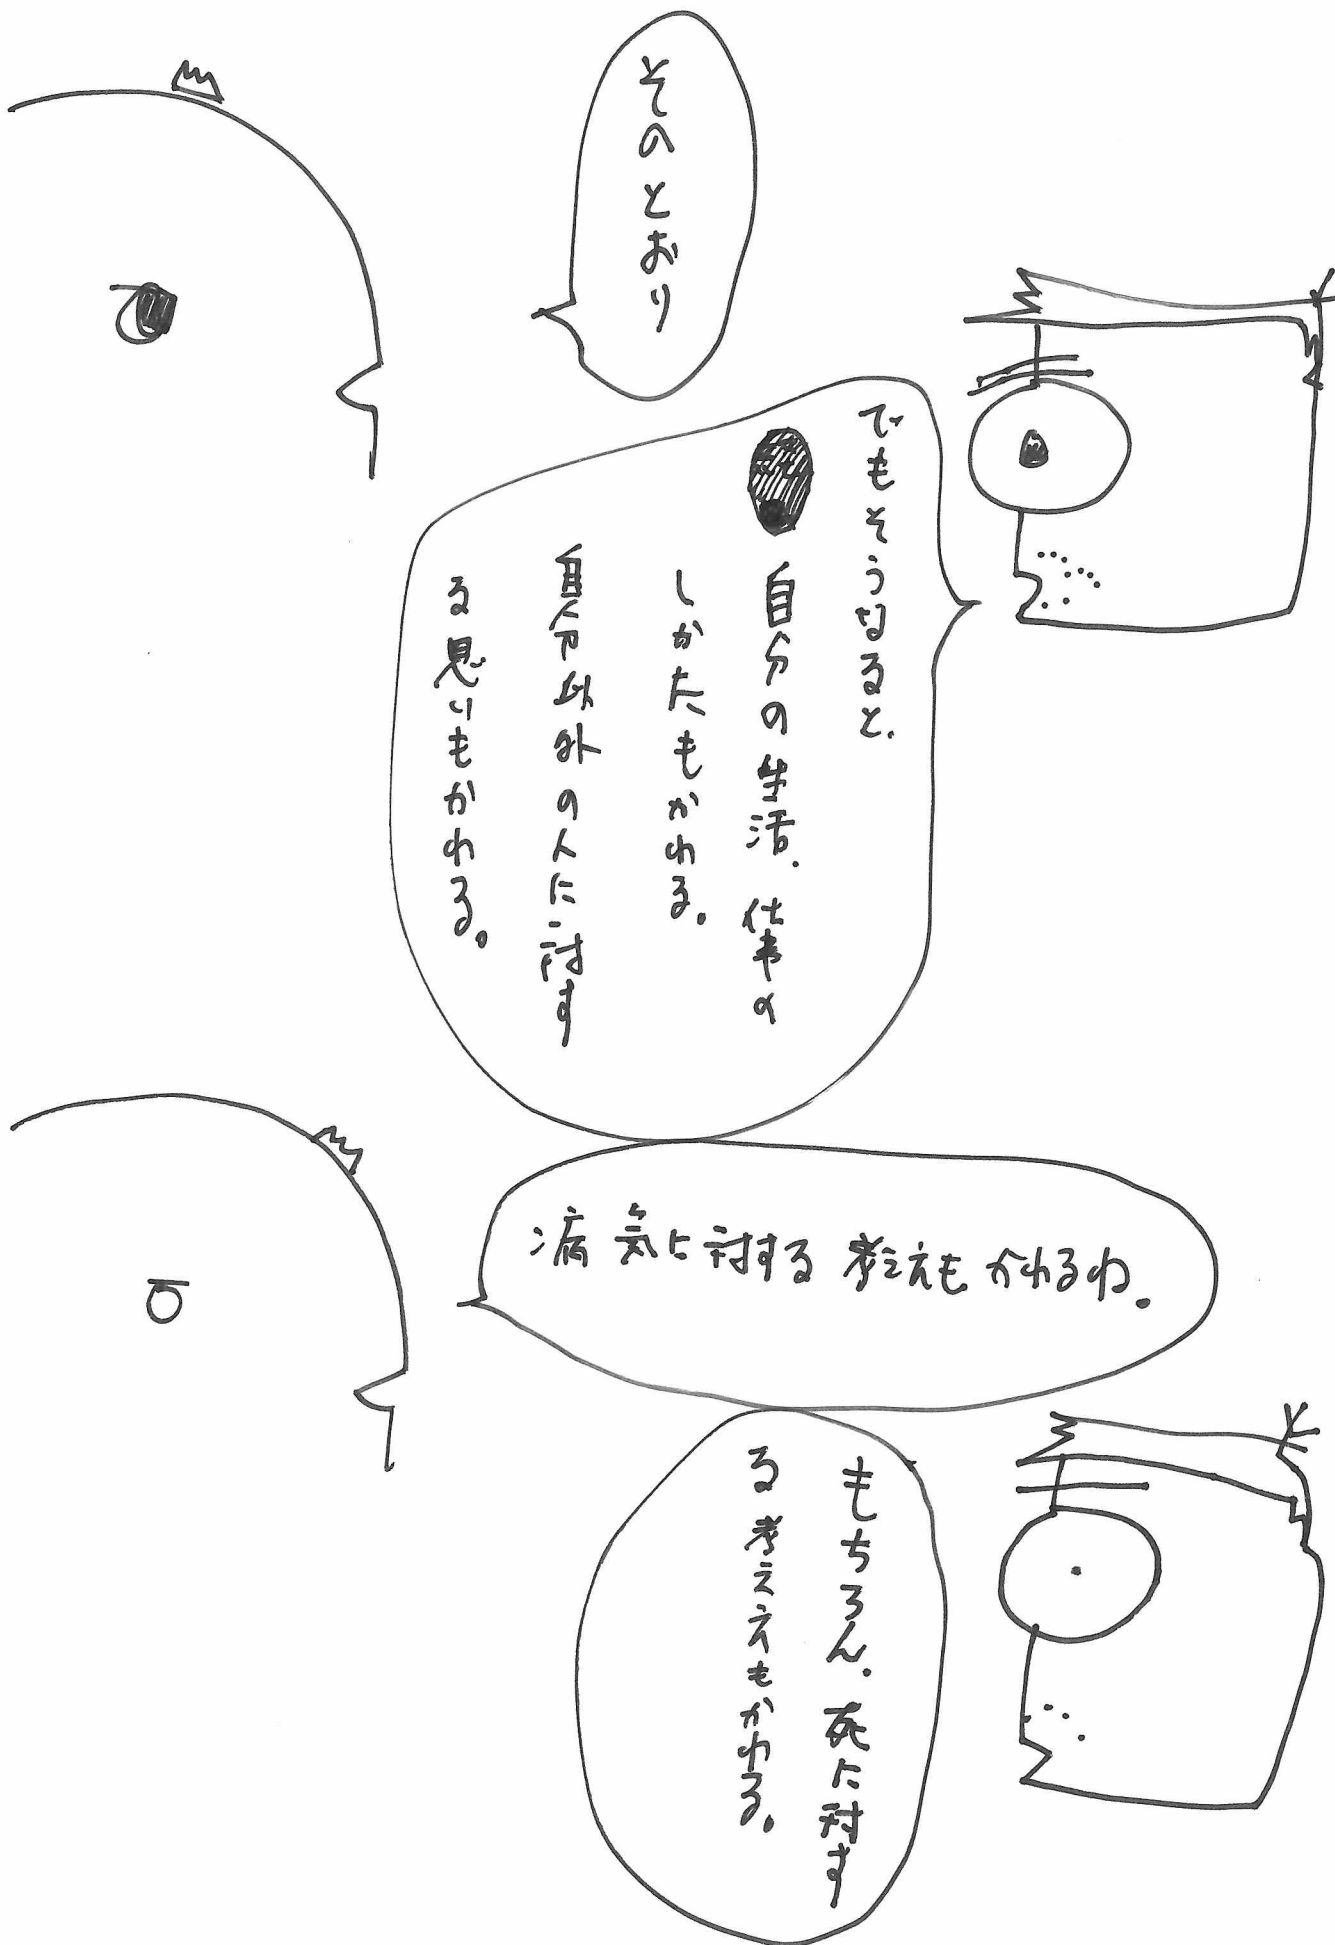 そのとおり
でもそうなると、
自分の生活、仕事の
しかたもかわる。
自分以外の人に対す
る思いもかわる。
病気に対する考えもかわるわ。
もちろん、死に対す
る考ええもかわる。